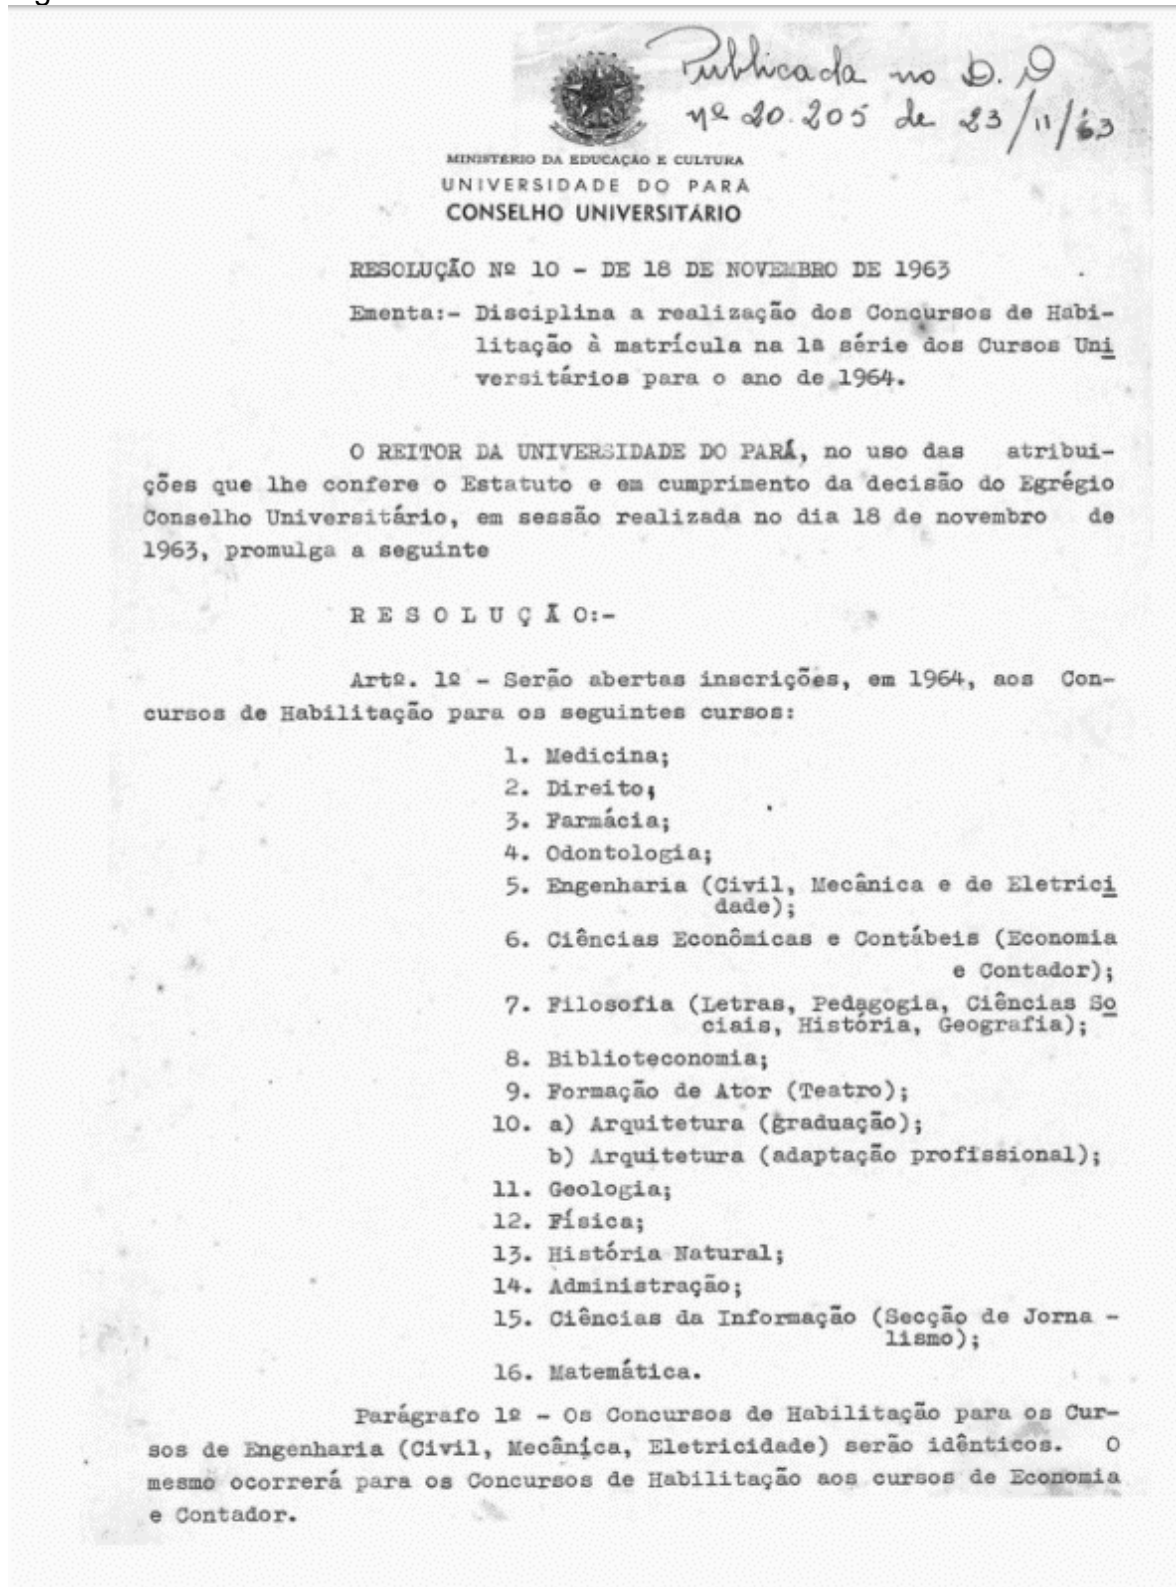 Publicada no D. O
nº 20.205 de 23/11/63
MINISTÉRIO DA EDUCAÇÃO E CULTURA
UNIVERSIDADE DO PARÁ
CONSELHO UNIVERSITÁRIO
RESOLUÇÃO Nº 10 - DE 18 DE NOVEMBRO DE 1963
Ementa:- Disciplina a realização dos Concursos de Habi-
litação à matrícula na 1ª série dos Cursos Uni
versitários para o ano de 1964.
O REITOR DA UNIVERSIDADE DO PARÁ, no uso das atribui-
ções que lhe confere o Estatuto e em cumprimento da decisão do Egrégio
Conselho Universitário, em sessão realizada no dia 18 de novembro de
1963, promulga a seguinte
R E S O L U Ç Ã O:-
Artº. 1º - Serão abertas inscrições, em 1964, aos Con-
cursos de Habilitação para os seguintes cursos:
1. Medicina;
2. Direito;
3. Farmácia;
4. Odontologia;
5. Engenharia (Civil, Mecânica e de Eletrici
dade);
6. Ciências Econômicas e Contábeis (Economia
e Contador);
7. Filosofia (Letras, Pedagogia, Ciências So
ciais, História, Geografia);
8. Biblioteconomia;
9. Formação de Ator (Teatro);
10. a) Arquitetura (graduação);
b) Arquitetura (adaptação profissional);
11. Geologia;
12. Física;
13. História Natural;
14. Administração;
15. Ciências da Informação (Secção de Jorna -
lismo);
16. Matemática.
Parágrafo 1º - Os Concursos de Habilitação para os Cur-
sos de Engenharia (Civil, Mecânica, Eletricidade) serão idênticos. O
mesmo ocorrerá para os Concursos de Habilitação aos cursos de Economia
e Contador.